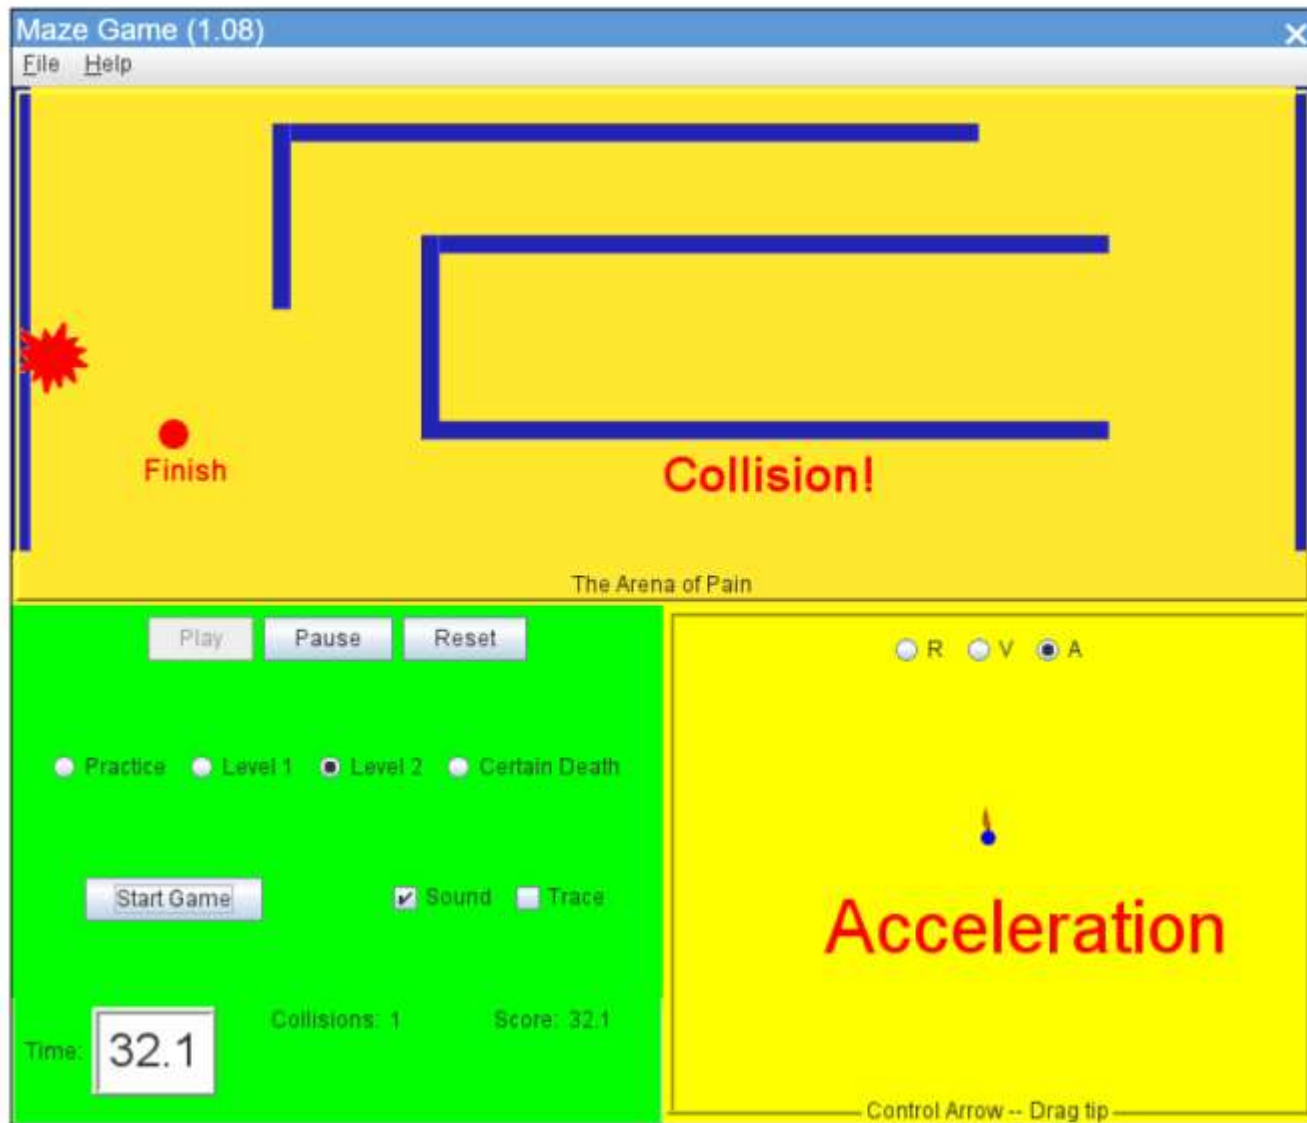 Maze Game (1.08)
File Help
Finish
Collision!
The Arena of Pain
Play Pause Reset
R V A
Practice Level 1 Level 2 Certain Death
Start Game Sound Trace
Acceleration
Collisions: 1 Score: 32.1
Time: 32.1
Control Arrow -- Drag tip